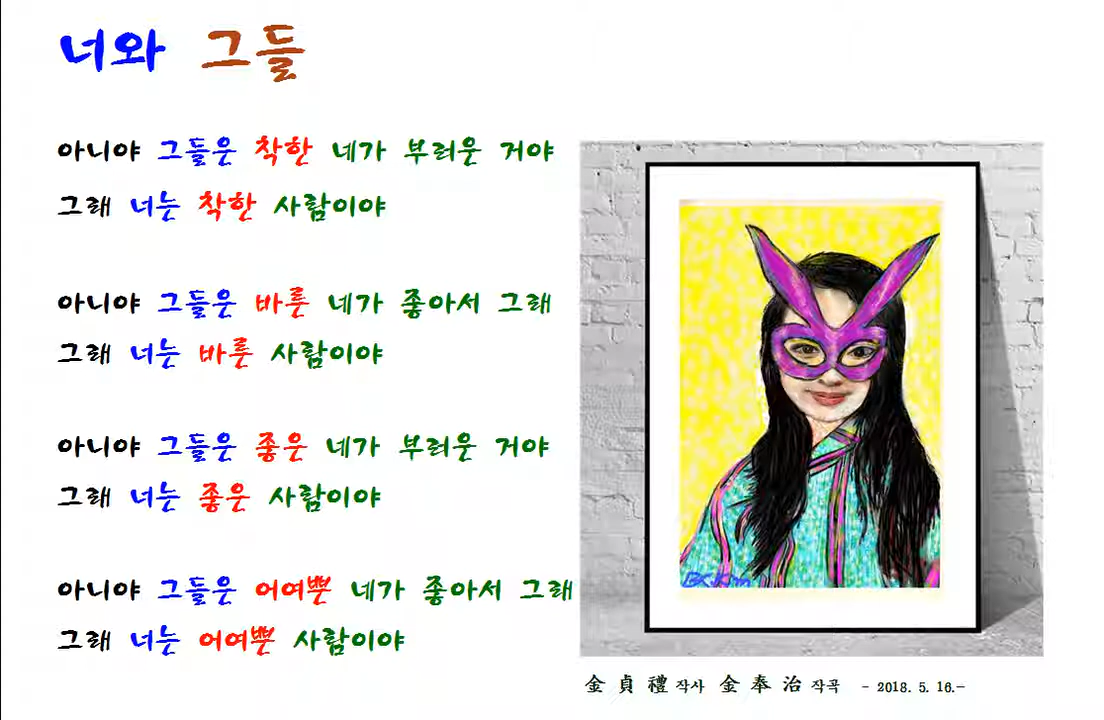 너와 그들
아니야 그들은 착한 네가 부러운 거야
그래 너는 착한 사람이야
아니야 그들은 바른 네가 좋아서 그래
그래 너는 바른 사람이야
아니야 그들은 좋은 네가 부러운 거야
그래 너는 좋은 사람이야
아니야 그들은 어여쁜 네가 좋아서 그래
그래 너는 어여쁜 사람이야
金 貞 禮 작사 金 奉 治 작곡 - 2018. 5. 16.-